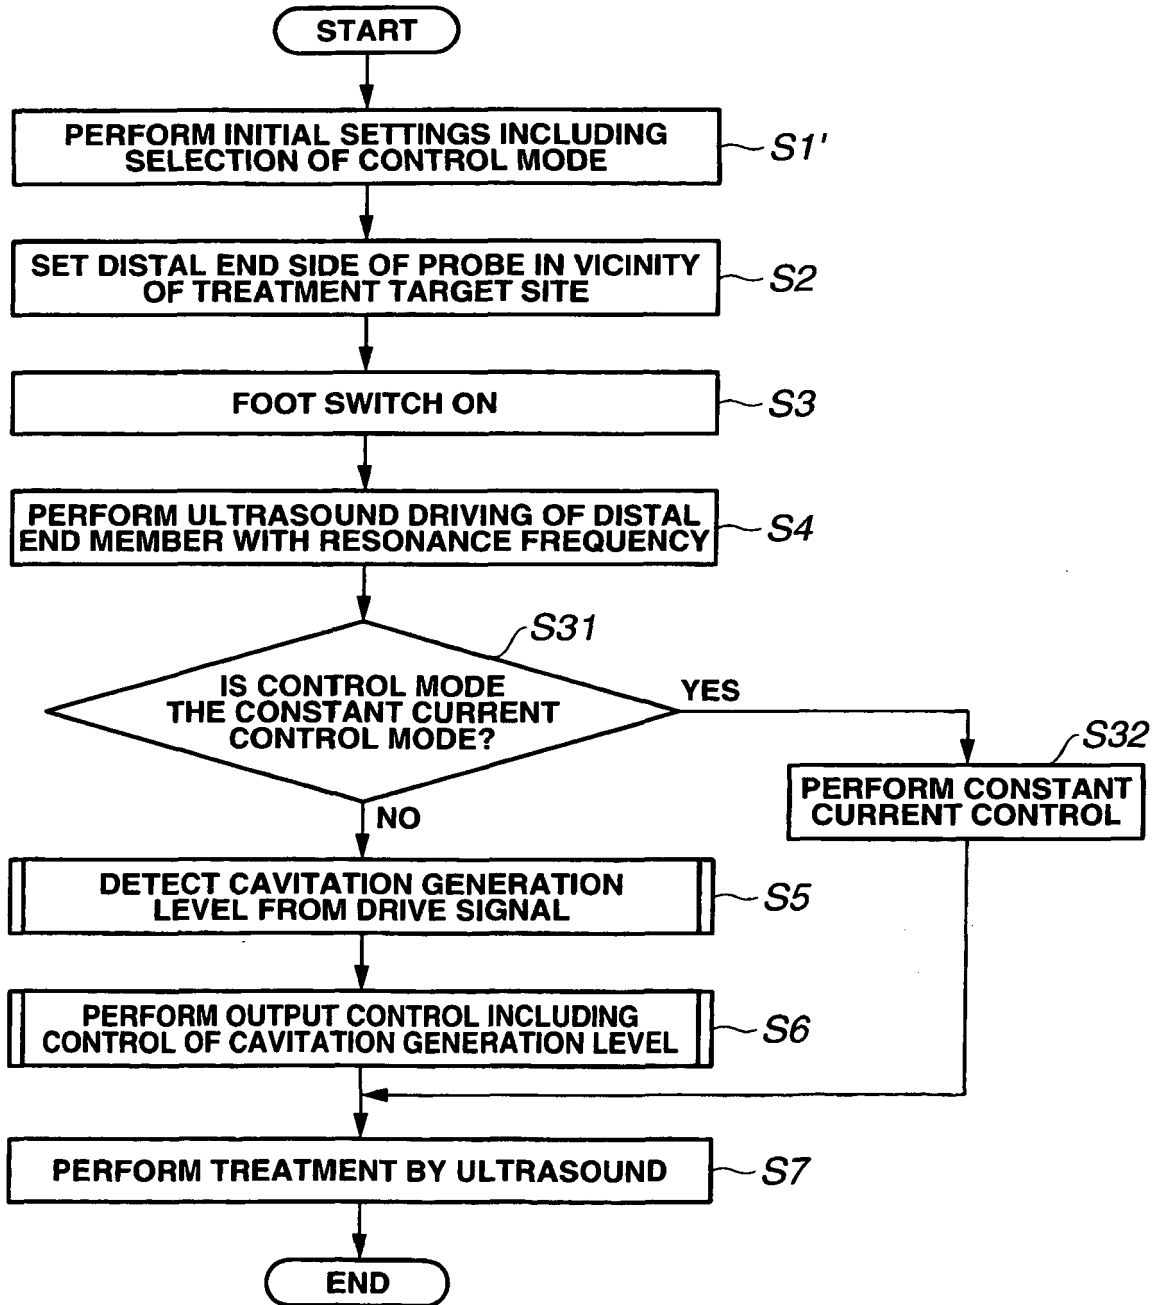 START
PERFORM INITIAL SETTINGS INCLUDING
SELECTION OF CONTROL MODE
S1'
SET DISTAL END SIDE OF PROBE IN VICINITY
OF TREATMENT TARGET SITE
S2
FOOT SWITCH ON
S3
PERFORM ULTRASOUND DRIVING OF DISTAL
END MEMBER WITH RESONANCE FREQUENCY
S4
S31
IS CONTROL MODE
THE CONSTANT CURRENT
CONTROL MODE?
YES
S32
PERFORM CONSTANT
CURRENT CONTROL
NO
DETECT CAVITATION GENERATION
LEVEL FROM DRIVE SIGNAL
S5
PERFORM OUTPUT CONTROL INCLUDING
CONTROL OF CAVITATION GENERATION LEVEL
S6
PERFORM TREATMENT BY ULTRASOUND
S7
END